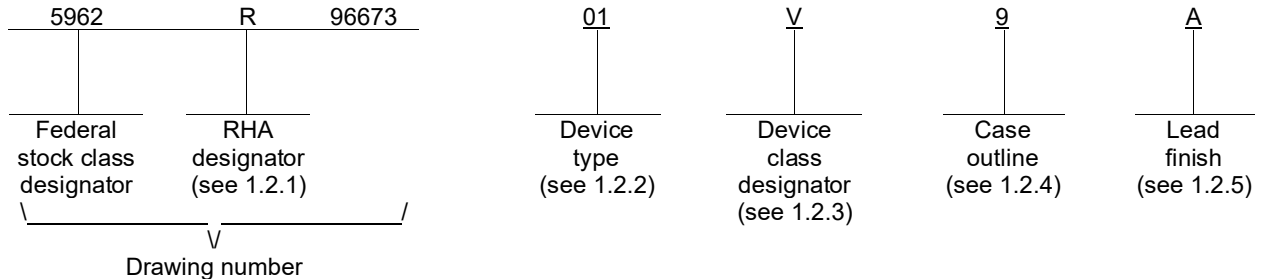 5962 R 96673 01 V 9 A
Federal stock class designator
RHA designator (see 1.2.1)
Device type (see 1.2.2)
Device class designator (see 1.2.3)
Case outline (see 1.2.4)
Lead finish (see 1.2.5)
Drawing number